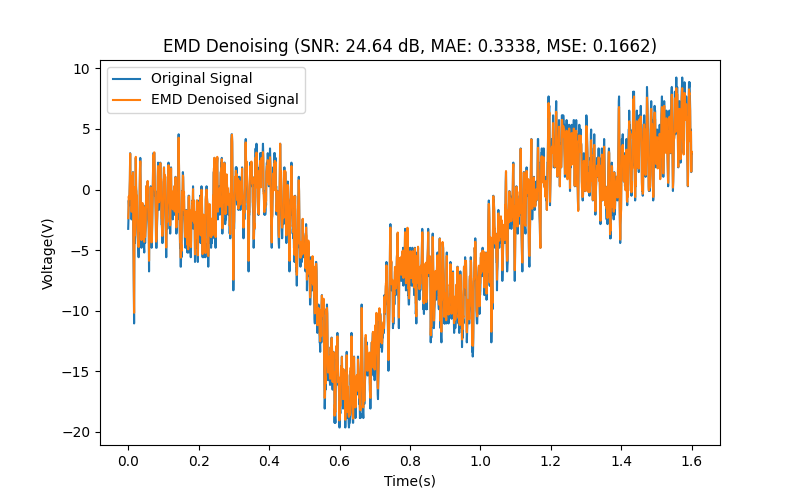 EMD Denoising (SNR: 24.64 dB, MAE: 0.3338, MSE: 0.1662)
Original Signal
EMD Denoised Signal
10
5
0
−5
−10
−15
−20
Voltage(V)
0.0 0.2 0.4 0.6 0.8 1.0 1.2 1.4 1.6
Time(s)